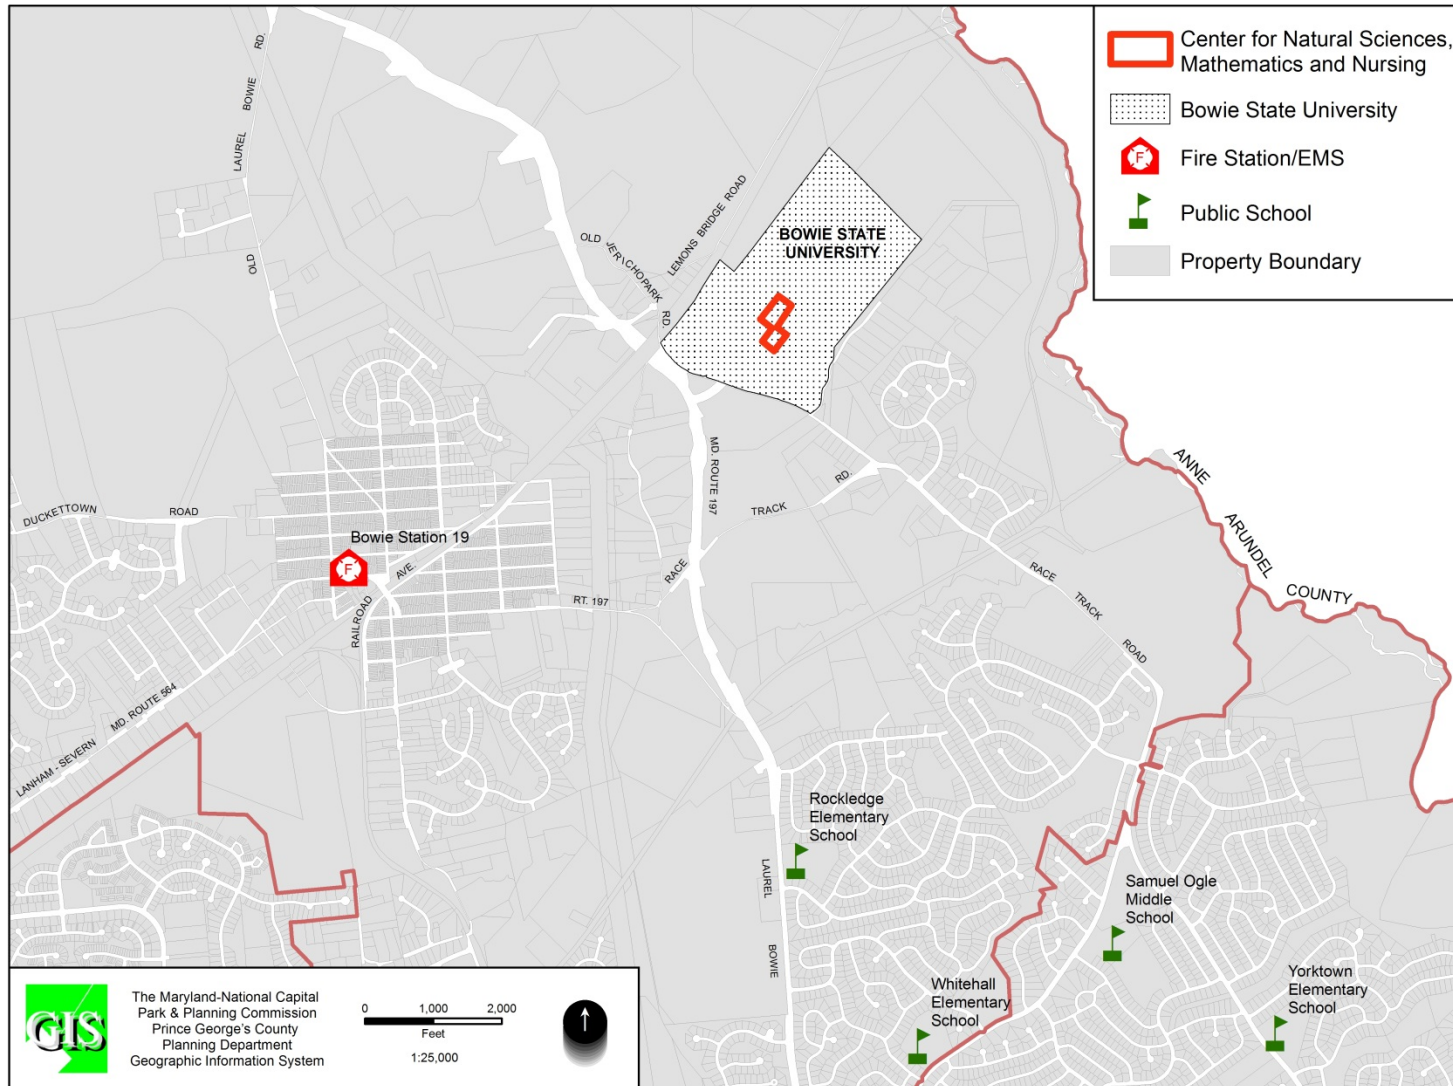 Center for Natural Sciences,
Mathematics and Nursing
Bowie State University
Fire Station/EMS
Public School
Property Boundary
OLD
LAUREL
BOWIE
RD.
OLD
JERICHOPARK
RD.
LEMONS BRIDGE ROAD
BOWIE STATE
UNIVERSITY
MD. ROUTE 197
RACE
TRACK
RD.
RACE
TRACK
ROAD
ANNE
ARUNDEL
COUNTY
DUCKETTOWN
ROAD
Bowie Station 19
F
RAILROAD
AVE.
RT. 197
LANHAM - SEVERN
MD. ROUTE 564
LAUREL
BOWIE
Rockledge
Elementary
School
Samuel Ogle
Middle
School
Whitehall
Elementary
School
Yorktown
Elementary
School
GIS
The Maryland-National Capital
Park & Planning Commission
Prince George's County
Planning Department
Geographic Information System
0 1,000 2,000
Feet
1:25,000